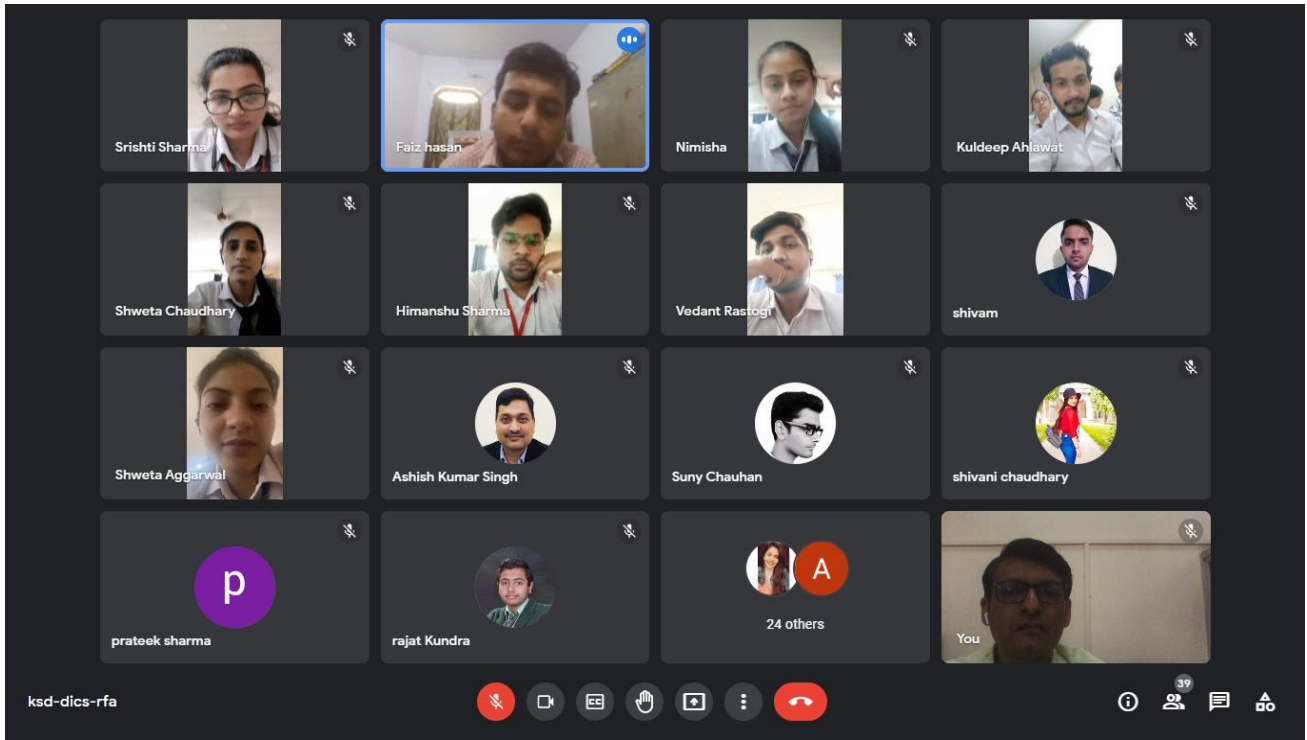 Srishti Sharma
Faiz hasan
Nimisha
Kuldeep Ahlawat
Shweta Chaudhary
Himanshu Sharma
Vedant Rastogi
shivam
Shweta Aggarwal
Ashish Kumar Singh
Suny Chauhan
shivani chaudhary
p
prateek sharma
rajat Kundra
A
24 others
You
ksd-dics-rfa
CC
39